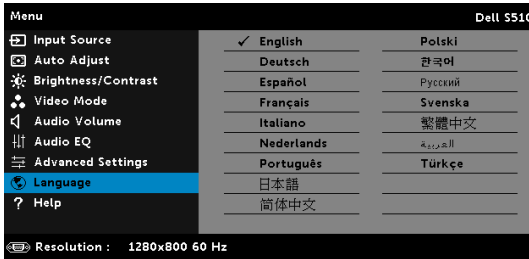 Menu Dell S510
Input Source
Auto Adjust
Brightness/Contrast
Video Mode
Audio Volume
Audio EQ
Advanced Settings
Language
Help
✓ English
Deutsch
Español
Français
Italiano
Nederlands
Português
日本語
简体中文
Polski
한국어
Русский
Svenska
繁體中文
العربية
Türkçe
Resolution : 1280x800 60 Hz